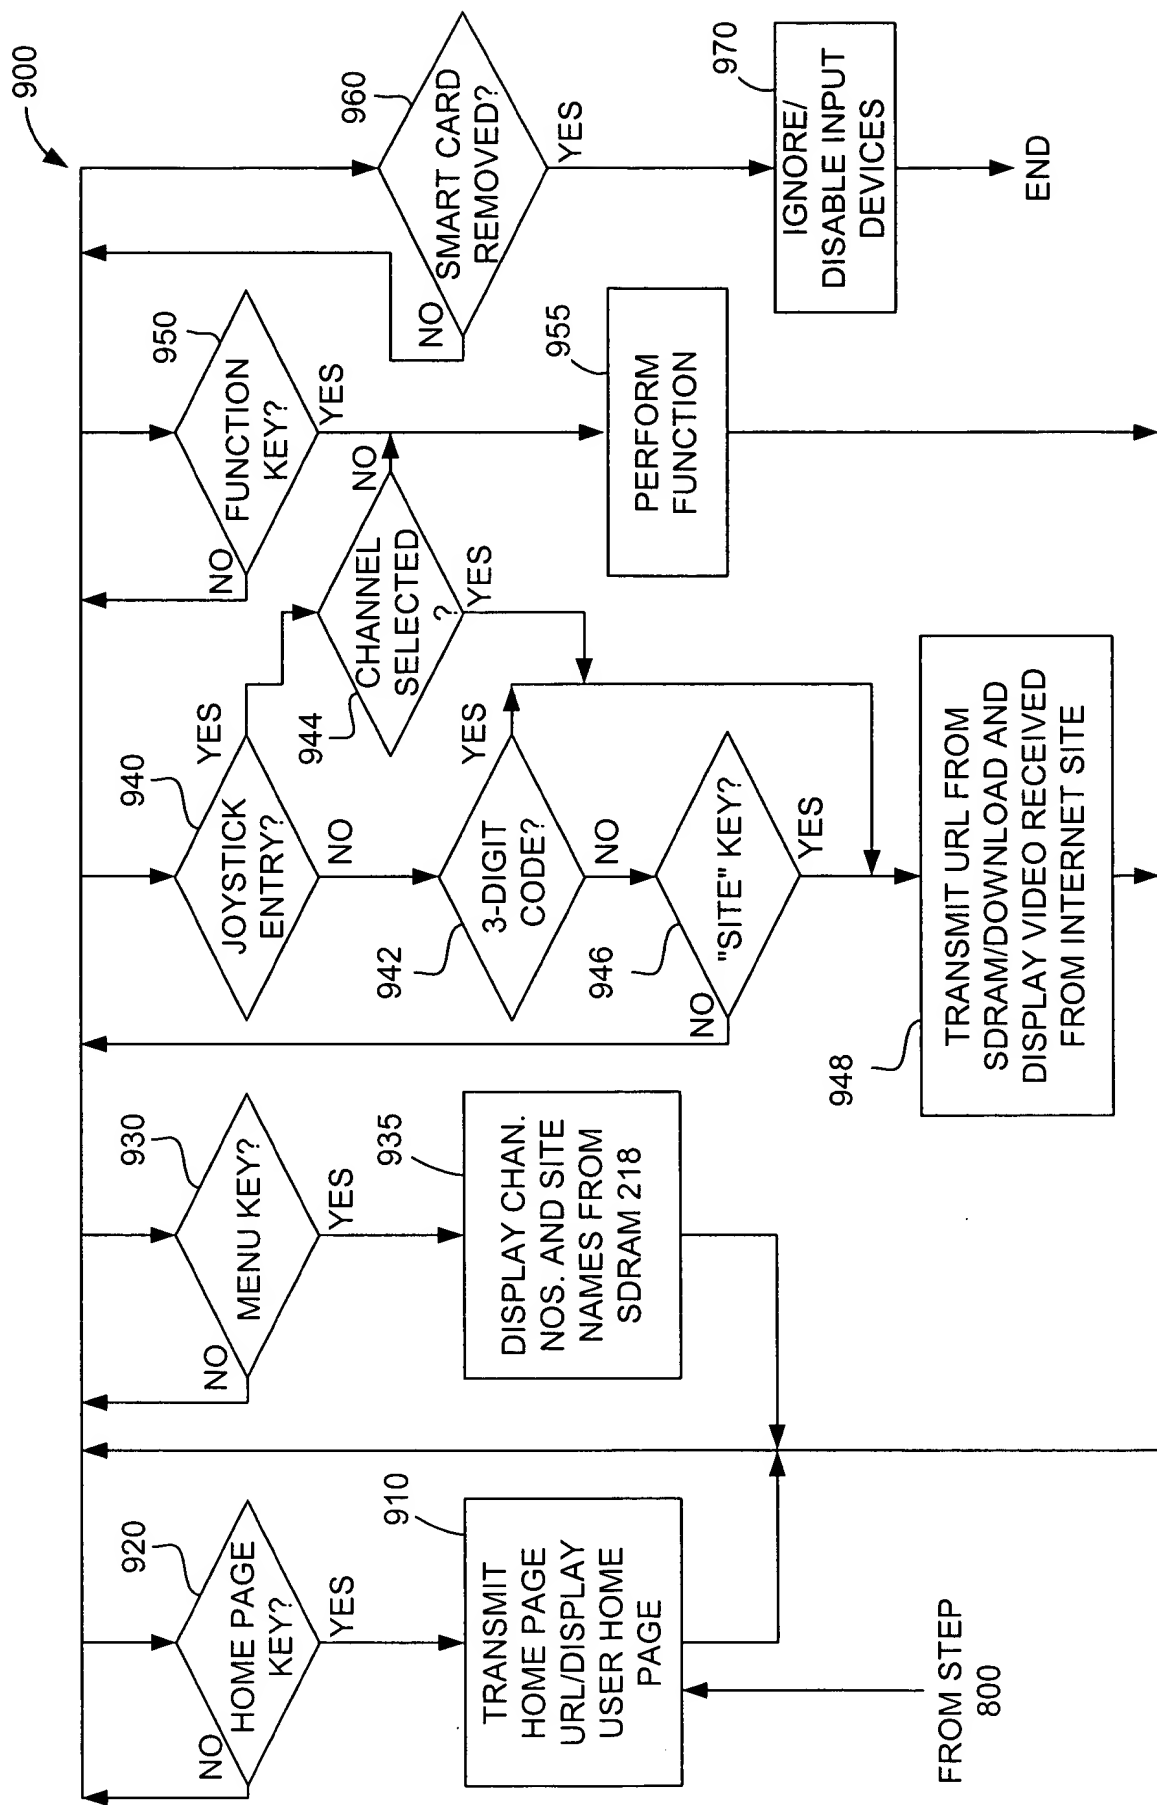 900
920
HOME PAGE
KEY?
NO
YES
910
TRANSMIT
HOME PAGE
URL/DISPLAY
USER HOME
PAGE
FROM STEP
800
930
MENU KEY?
NO
YES
935
DISPLAY CHAN.
NOS. AND SITE
NAMES FROM
SDRAM 218
940
JOYSTICK
ENTRY?
YES
NO
942
3-DIGIT
CODE?
YES
NO
944
CHANNEL
SELECTED
?
NO
YES
946
"SITE" KEY?
NO
YES
948
TRANSMIT URL FROM
SDRAM/DOWNLOAD AND
DISPLAY VIDEO RECEIVED
FROM INTERNET SITE
950
FUNCTION
KEY?
NO
YES
955
PERFORM
FUNCTION
960
SMART CARD
REMOVED?
NO
YES
970
IGNORE/
DISABLE INPUT
DEVICES
END